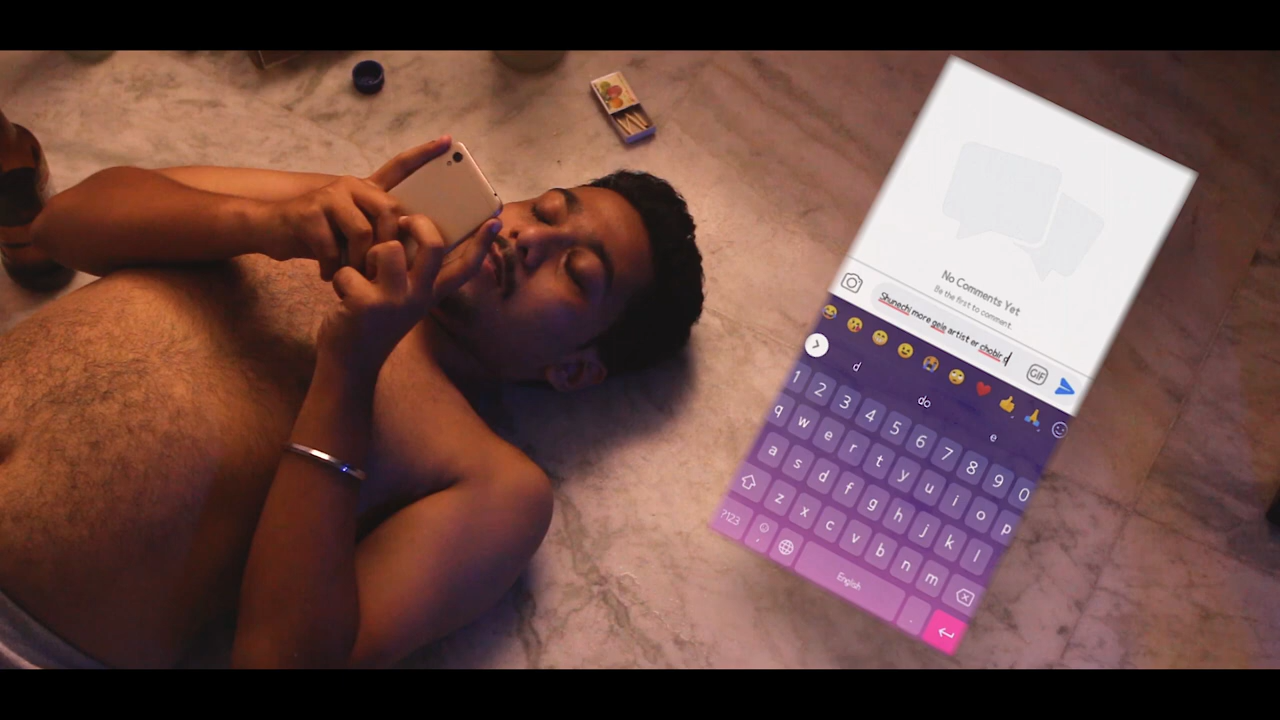 No Comments Yet
Be the first to comment.
Shunechi more gele artist er chobir d
GIF
d do e
1 2 3 4 5 6 7 8 9 0
q w e r t y u i o p
a s d f g h j k l
z x c v b n m
?123 , English .